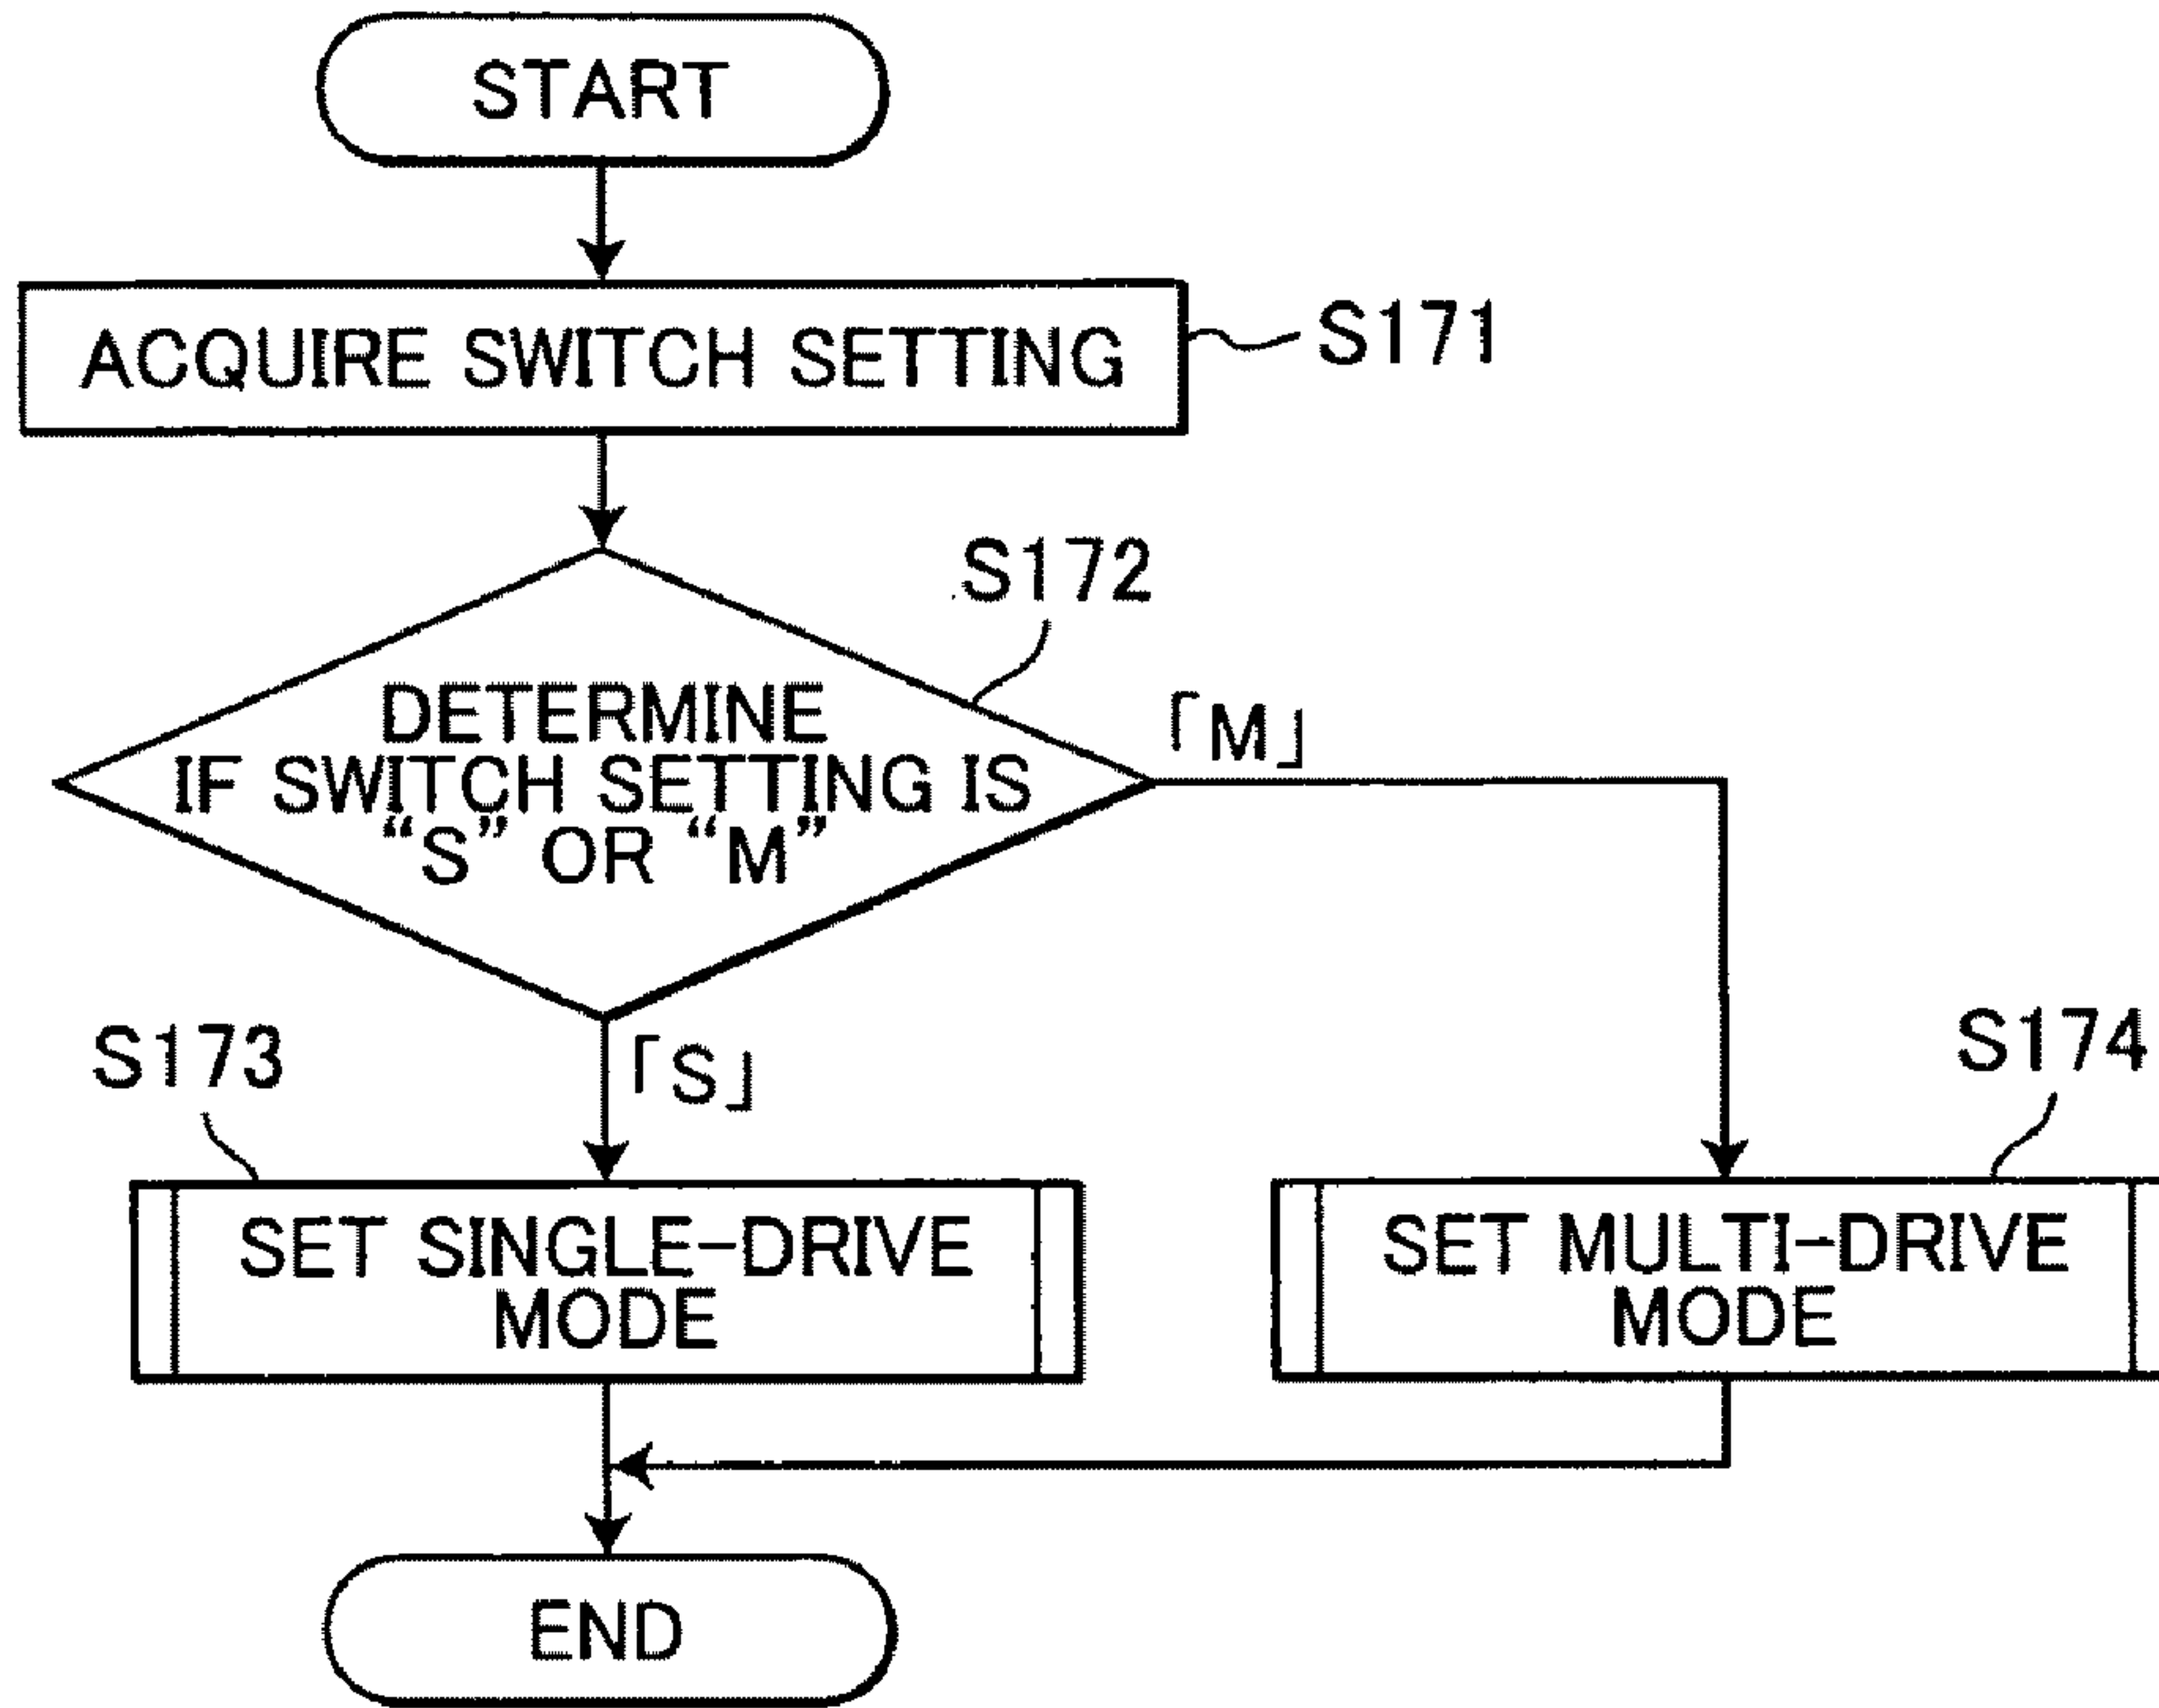 START
ACQUIRE SWITCH SETTING
S171
S172
DETERMINE
IF SWITCH SETTING IS
“S” OR “M”
「M」
「S」
S173
S174
SET SINGLE-DRIVE
MODE
SET MULTI-DRIVE
MODE
END